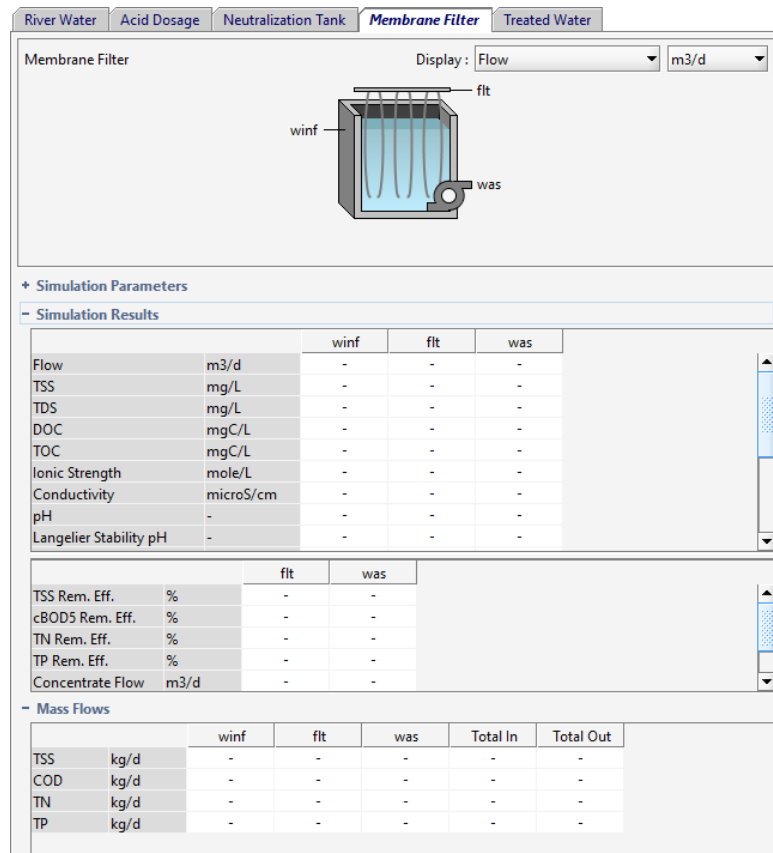 River Water Acid Dosage Neutralization Tank Membrane Filter Treated Water
Membrane Filter Display : Flow m3/d
flt
winf
was
+ Simulation Parameters
- Simulation Results
winf flt was
Flow m3/d - - -
TSS mg/L - - -
TDS mg/L - - -
DOC mgC/L - - -
TOC mgC/L - - -
Ionic Strength mole/L - - -
Conductivity microS/cm - - -
pH - - - -
Langelier Stability pH - - - -
flt was
TSS Rem. Eff. % - -
cBOD5 Rem. Eff. % - -
TN Rem. Eff. % - -
TP Rem. Eff. % - -
Concentrate Flow m3/d - -
- Mass Flows
winf flt was Total In Total Out
TSS kg/d - - - - -
COD kg/d - - - - -
TN kg/d - - - - -
TP kg/d - - - - -